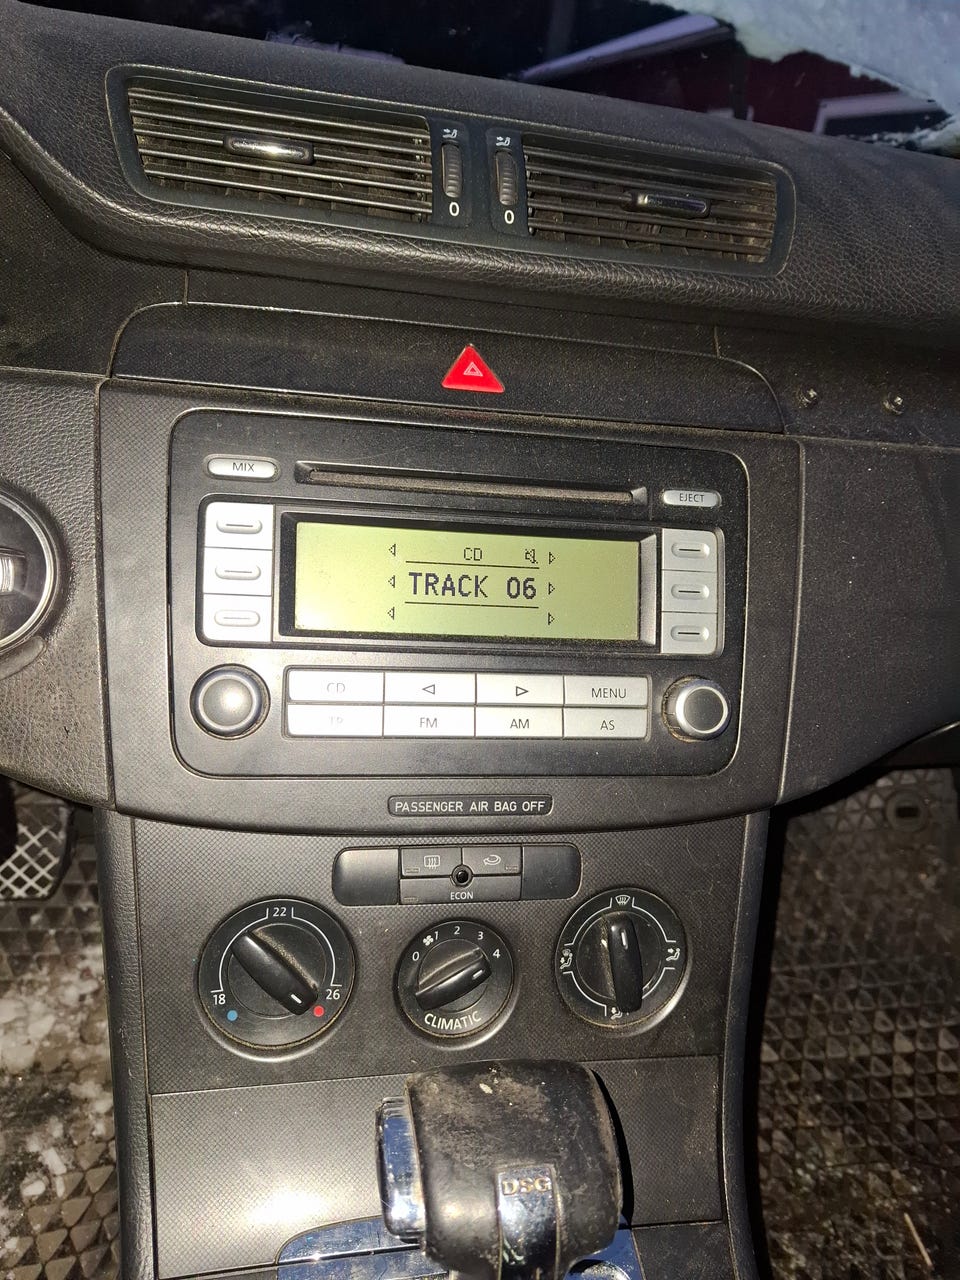 0 0
MIX
EJECT
CD
TRACK 06
CD MENU
TP FM AM AS
PASSENGER AIR BAG OFF
ECON
22
18 26
0 1 2 3 4
CLIMATIC
DSG